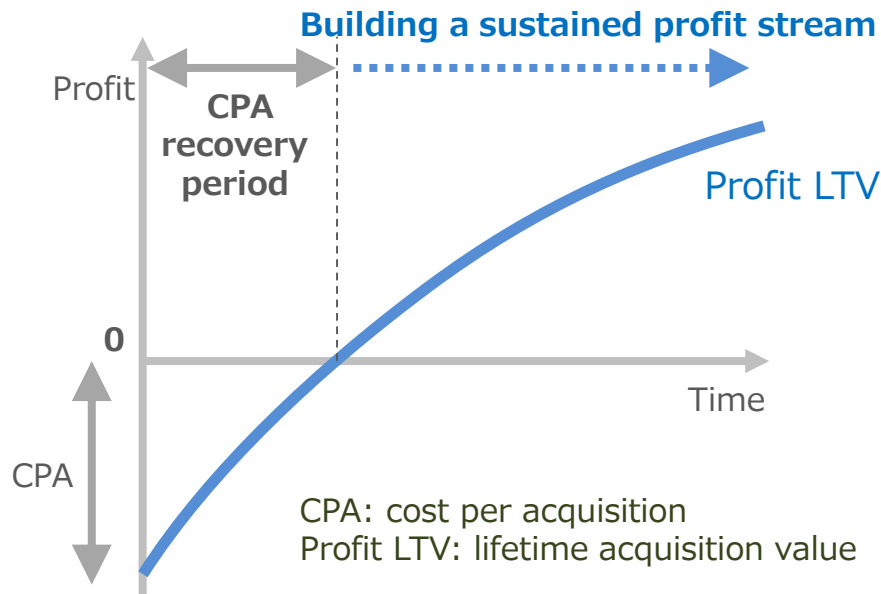 Building a sustained profit stream
Profit
CPA
recovery
period
Profit LTV
0
Time
CPA
CPA: cost per acquisition
Profit LTV: lifetime acquisition value